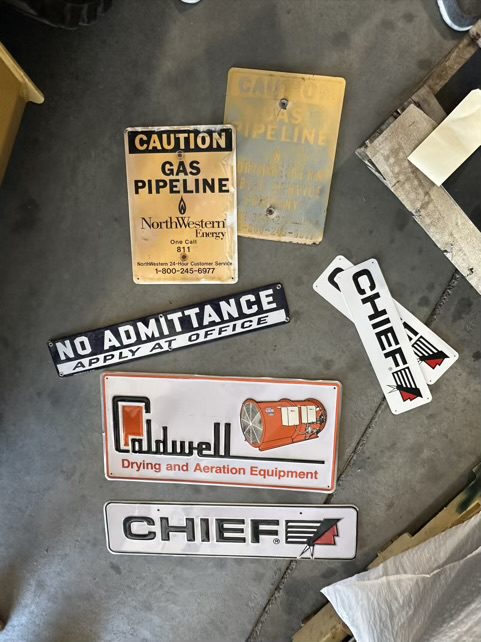 CAUTION
GAS
PIPELINE
NorthWestern
Energy
One Call
811
NorthWestern 24-Hour Customer Service
1-800-245-6977
CAUTION
GAS
PIPELINE
NO ADMITTANCE
APPLY AT OFFICE
CHIEF®
Caldwell
Drying and Aeration Equipment
CHIEF®